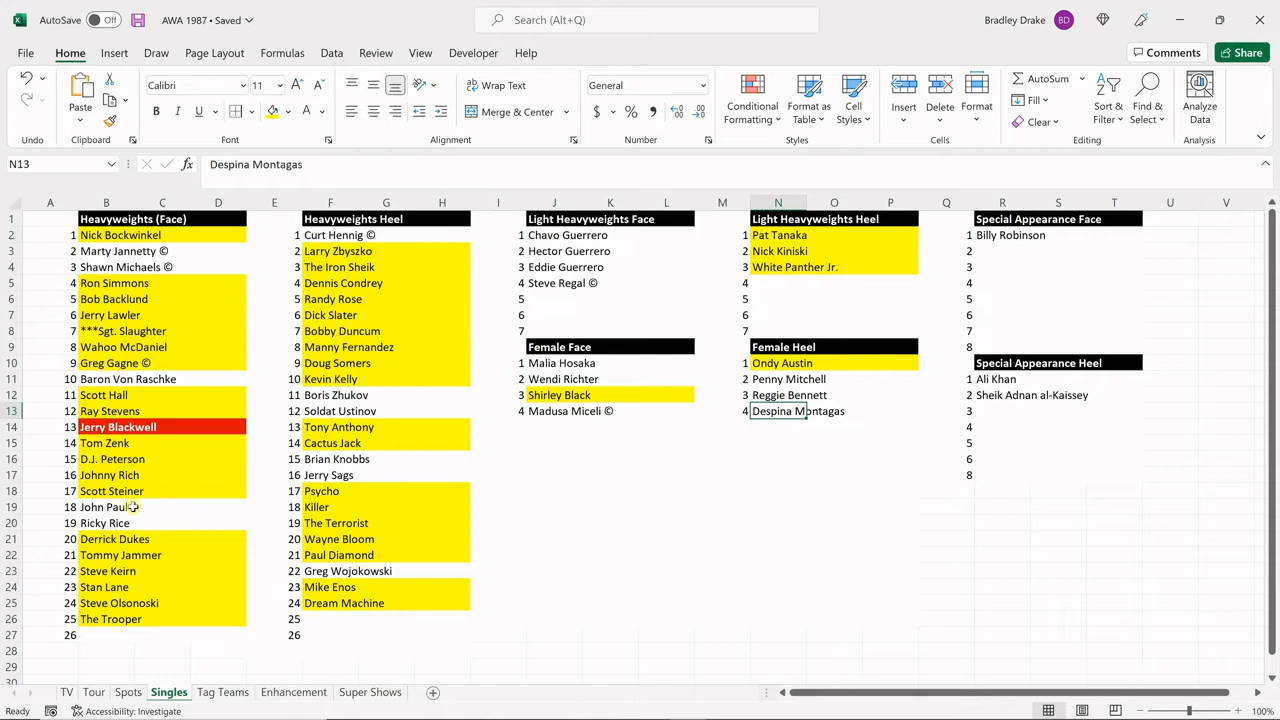 AutoSave Off AWA 1987 • Saved Search (Alt+Q) Bradley Drake BD
File Home Insert Draw Page Layout Formulas Data Review View Developer Help Comments Share
Paste Calibri 11 Wrap Text General Conditional Formatting Format as Table Cell Styles Insert Delete Format AutoSum Sort & Filter Find & Select Analyze Data
B I U A Merge & Center $ % Fill Clear
Undo Clipboard Font Alignment Number Styles Cells Editing Analysis
N13 fx Despina Montagas
A B C D E F G H I J K L M N O P Q R S T U V
1 Heavyweights (Face) Heavyweights Heel Light Heavyweights Face Light Heavyweights Heel Special Appearance Face
2 1 Nick Bockwinkel 1 Curt Hennig © 1 Chavo Guerrero 1 Pat Tanaka 1 Billy Robinson
3 2 Marty Jannetty © 2 Larry Zbyszko 2 Hector Guerrero 2 Nick Kiniski 2
4 3 Shawn Michaels © 3 The Iron Sheik 3 Eddie Guerrero 3 White Panther Jr. 3
5 4 Ron Simmons 4 Dennis Condrey 4 Steve Regal © 4 4
6 5 Bob Backlund 5 Randy Rose 5 5 5
7 6 Jerry Lawler 6 Dick Slater 6 6 6
8 7 ***Sgt. Slaughter 7 Bobby Duncum 7 7 7
9 8 Wahoo McDaniel 8 Manny Fernandez Female Face Female Heel 8
10 9 Greg Gagne © 9 Doug Somers 1 Malia Hosaka 1 Ondy Austin Special Appearance Heel
11 10 Baron Von Raschke 10 Kevin Kelly 2 Wendi Richter 2 Penny Mitchell 1 Ali Khan
12 11 Scott Hall 11 Boris Zhukov 3 Shirley Black 3 Reggie Bennett 2 Sheik Adnan al-Kaissey
13 12 Ray Stevens 12 Soldat Ustinov 4 Madusa Miceli © 4 Despina Montagas 3
14 13 Jerry Blackwell 13 Tony Anthony 4
15 14 Tom Zenk 14 Cactus Jack 5
16 15 D.J. Peterson 15 Brian Knobbs 6
17 16 Johnny Rich 16 Jerry Sags 8
18 17 Scott Steiner 17 Psycho
19 18 John Paul 18 Killer
20 19 Ricky Rice 19 The Terrorist
21 20 Derrick Dukes 20 Wayne Bloom
22 21 Tommy Jammer 21 Paul Diamond
23 22 Steve Keirn 22 Greg Wojokowski
24 23 Stan Lane 23 Mike Enos
25 24 Steve Olsonoski 24 Dream Machine
26 25 The Trooper 25
27 26 26
28
29
30
TV Tour Spots Singles Tag Teams Enhancement Super Shows
Ready Accessibility: Investigate 100%